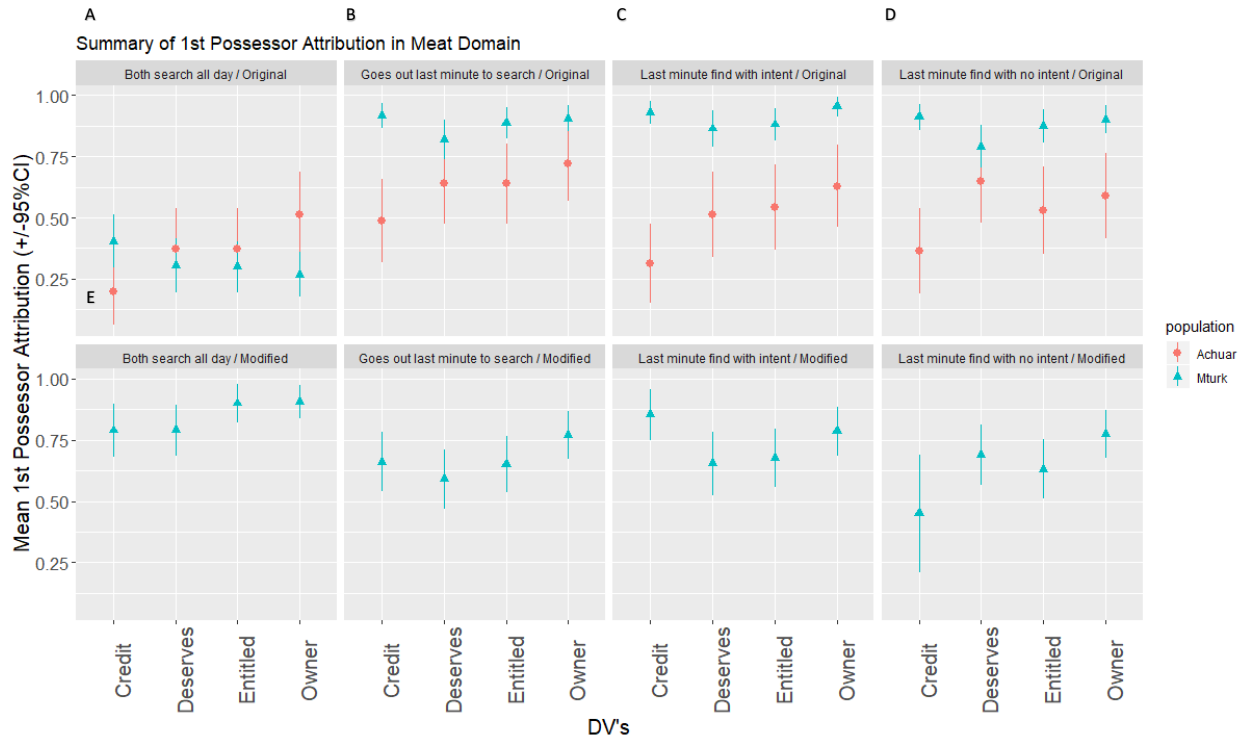 A B C D
Summary of 1st Possessor Attribution in Meat Domain
Both search all day / Original
Goes out last minute to search / Original
Last minute find with intent / Original
Last minute find with no intent / Original
Mean 1st Possessor Attribution (+/-95%CI)
1.00
0.75
0.50
0.25
E
Both search all day / Modified
Goes out last minute to search / Modified
Last minute find with intent / Modified
Last minute find with no intent / Modified
1.00
0.75
0.50
0.25
Credit Deserves Entitled Owner
Credit Deserves Entitled Owner
Credit Deserves Entitled Owner
Credit Deserves Entitled Owner
DV's
population
Achuar
Mturk